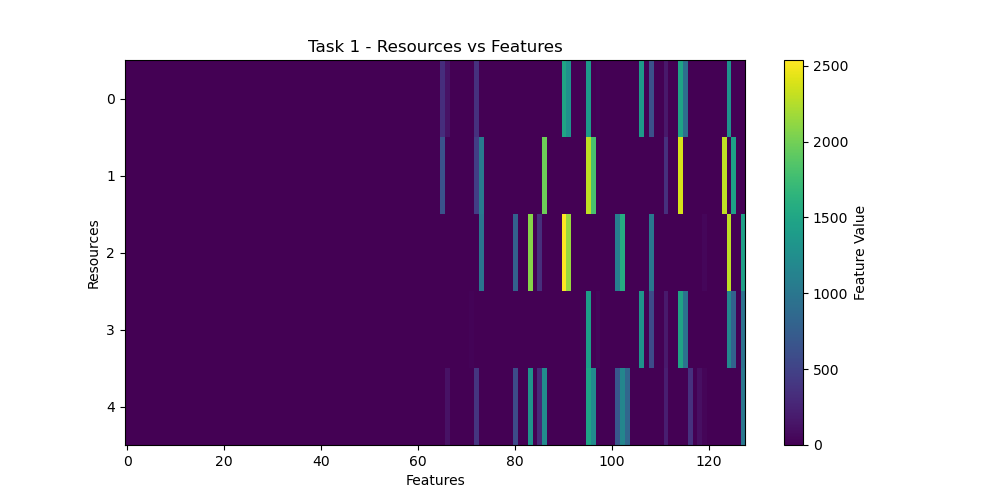 Task 1 - Resources vs Features
Resources
0
1
2
3
4
0 20 40 60 80 100 120
Features
2500
2000
1500
1000
500
0
Feature Value